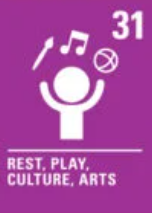 31
REST, PLAY,
CULTURE, ARTS